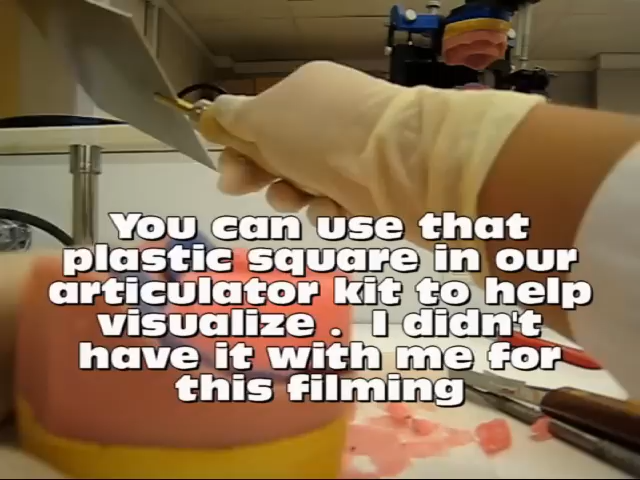 You can use that
plastic square in our
articulator kit to help
visualize .  I didn't
have it with me for
this filming